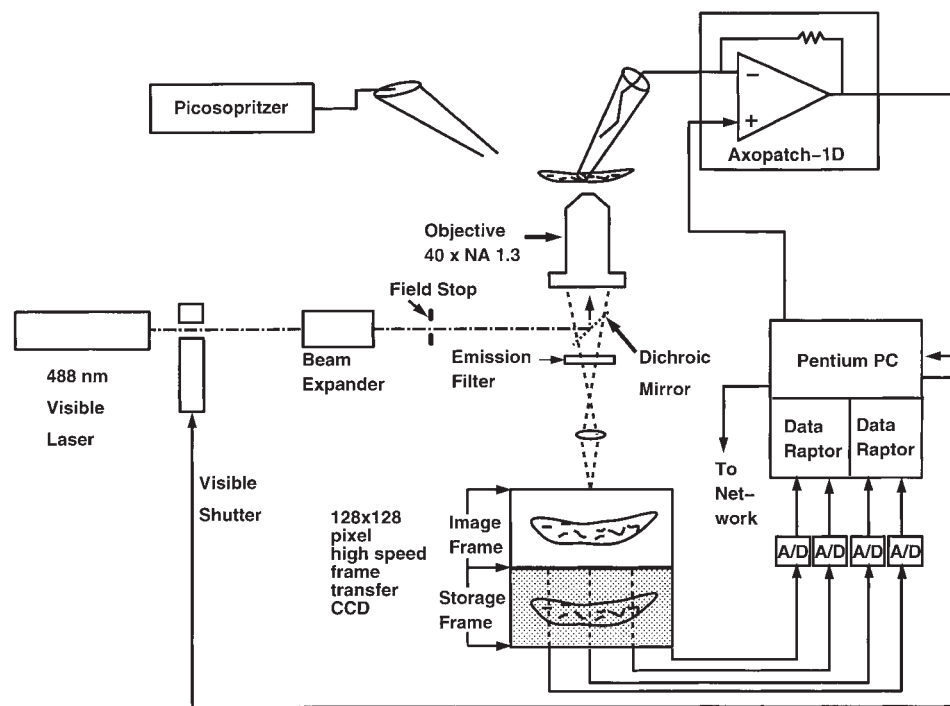 Picosopritzer
−
+
Axopatch−1D
Objective
40 x NA 1.3
Field Stop
488 nm
Visible
Laser
Beam
Expander
Emission
Filter
Dichroic
Mirror
Pentium PC
Data
Raptor
Data
Raptor
To
Net−
work
Visible
Shutter
128x128
pixel
high speed
frame
transfer
CCD
Image
Frame
Storage
Frame
A/D
A/D
A/D
A/D